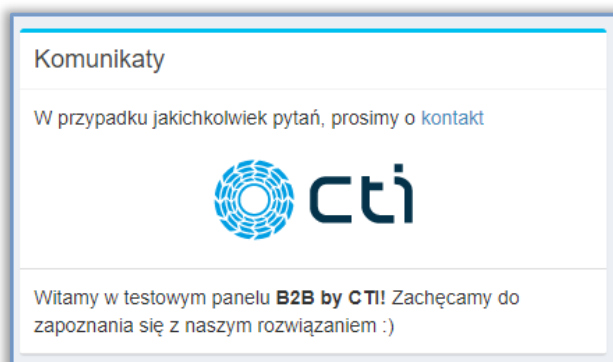 Komunikaty
W przypadku jakichkolwiek pytań, prosimy o kontakt
cti
Witamy w testowym panelu B2B by CTI! Zachęcamy do
zapoznania się z naszym rozwiązaniem :)